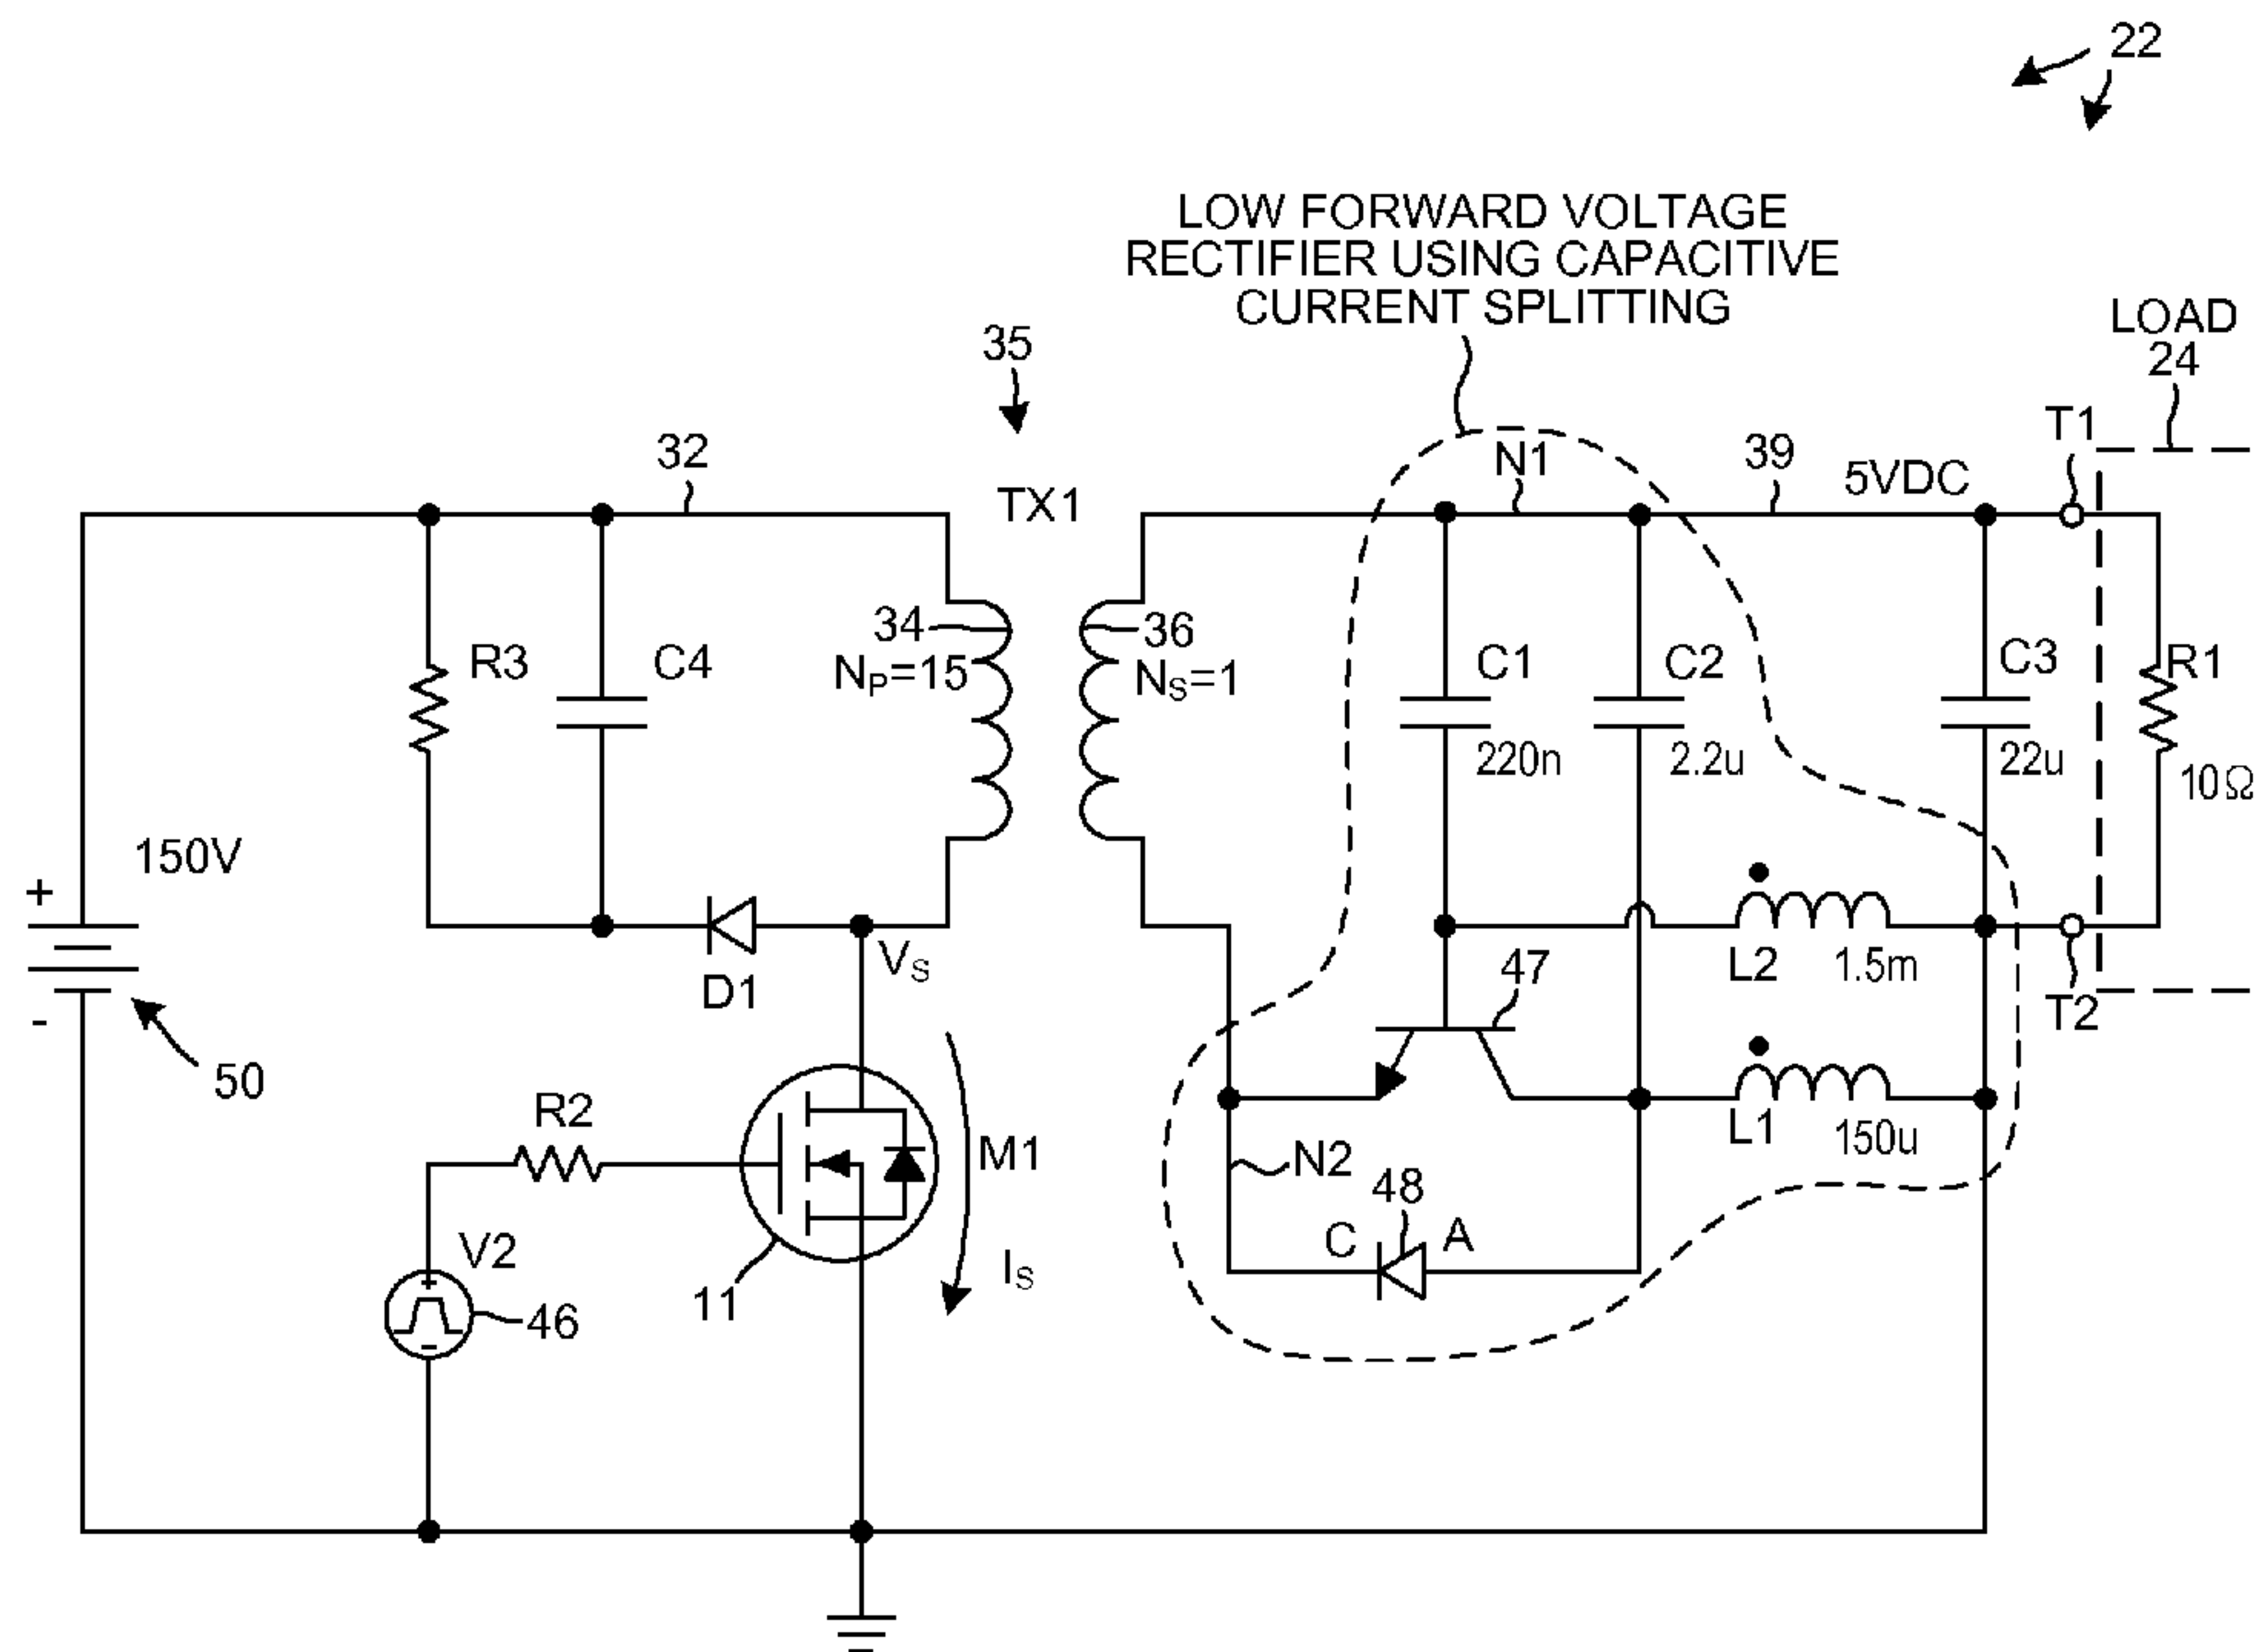 22
LOW FORWARD VOLTAGE
RECTIFIER USING CAPACITIVE
CURRENT SPLITTING
LOAD
24
35
T1
32
N1
39
5VDC
TX1
R3
C4
34
NP=15
36
NS=1
C1
220n
C2
2.2u
C3
22u
R1
10Ω
+
150V
-
50
D1
VS
L2
1.5m
47
T2
R2
M1
L1
150u
N2
48
C
A
V2
+
-
46
11
IS